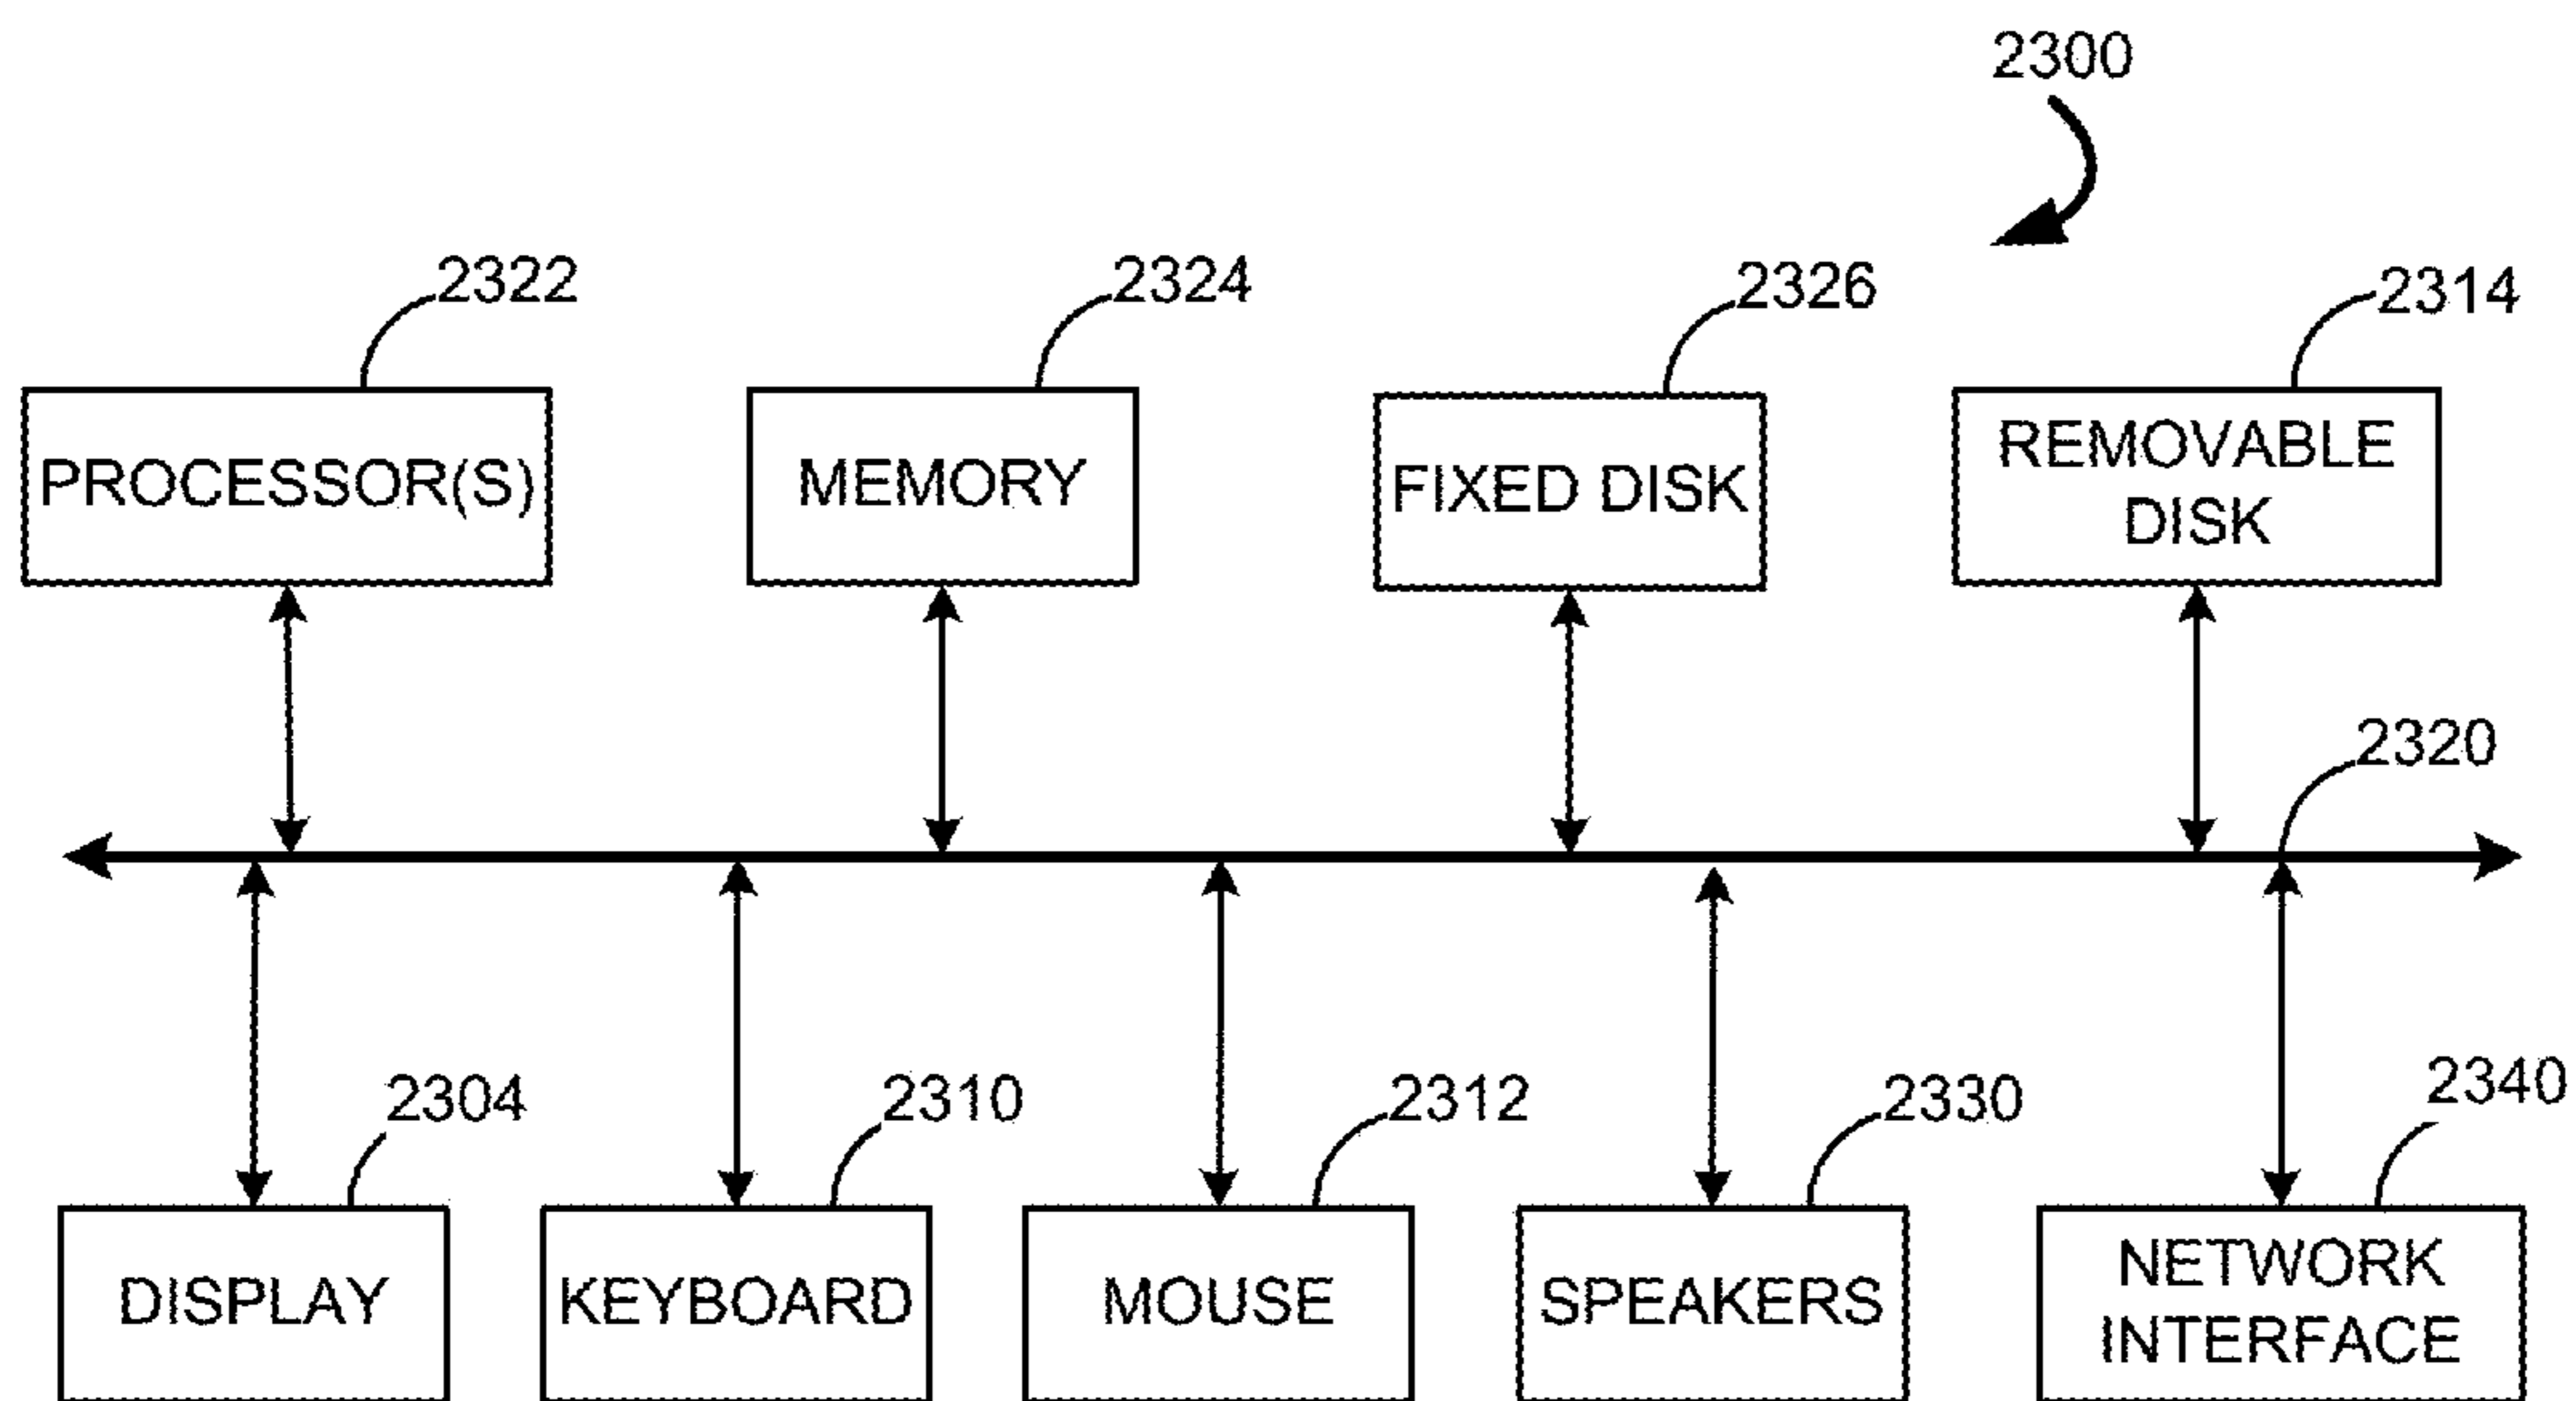 2300
2322
2324
2326
2314
PROCESSOR(S)
MEMORY
FIXED DISK
REMOVABLE
DISK
2320
2304
2310
2312
2330
2340
DISPLAY
KEYBOARD
MOUSE
SPEAKERS
NETWORK
INTERFACE